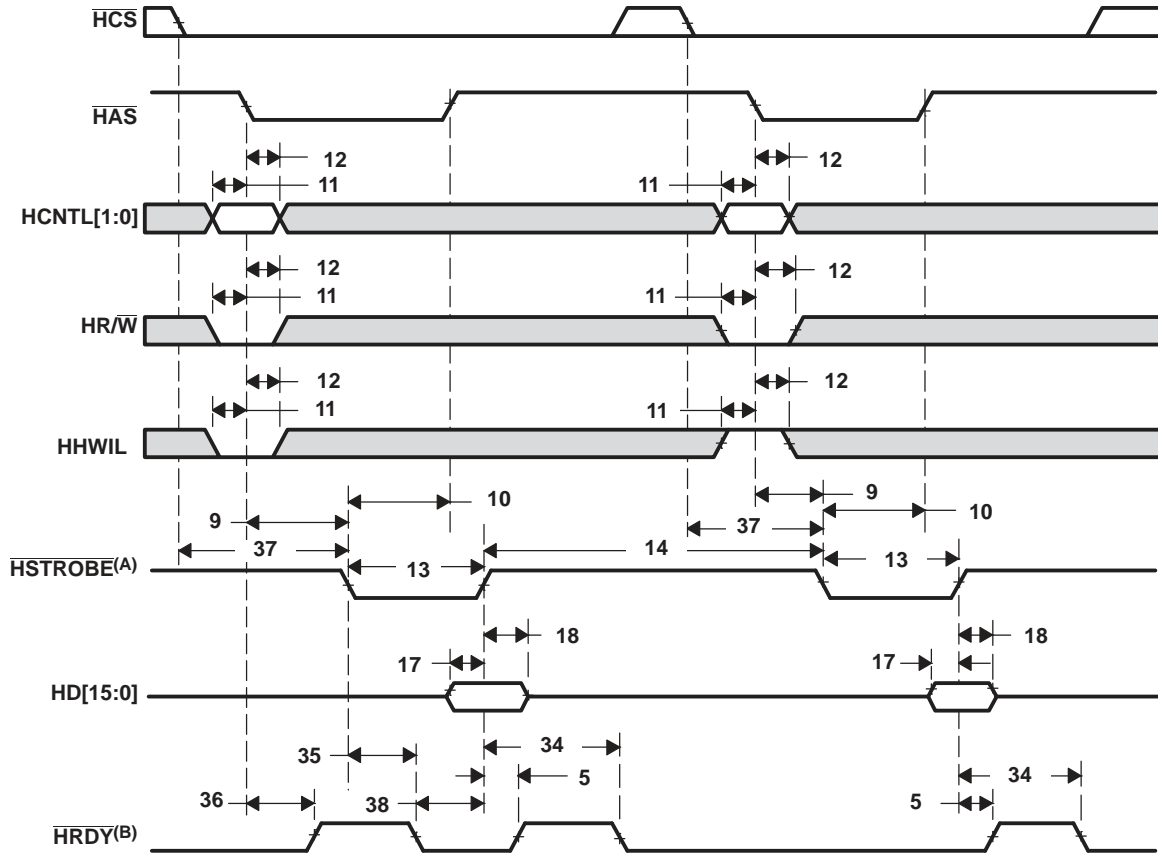 HCS
HAS
12 12
11 11
HCNTL[1:0]
12 12
11 11
HR/W
12 12
11 11
HHWIL
10 9
9 10
37 37
14
HSTROBE(A) 13 13
18 18
17 17
HD[15:0]
34
35 34
5
36 38 5
HRDY(B)